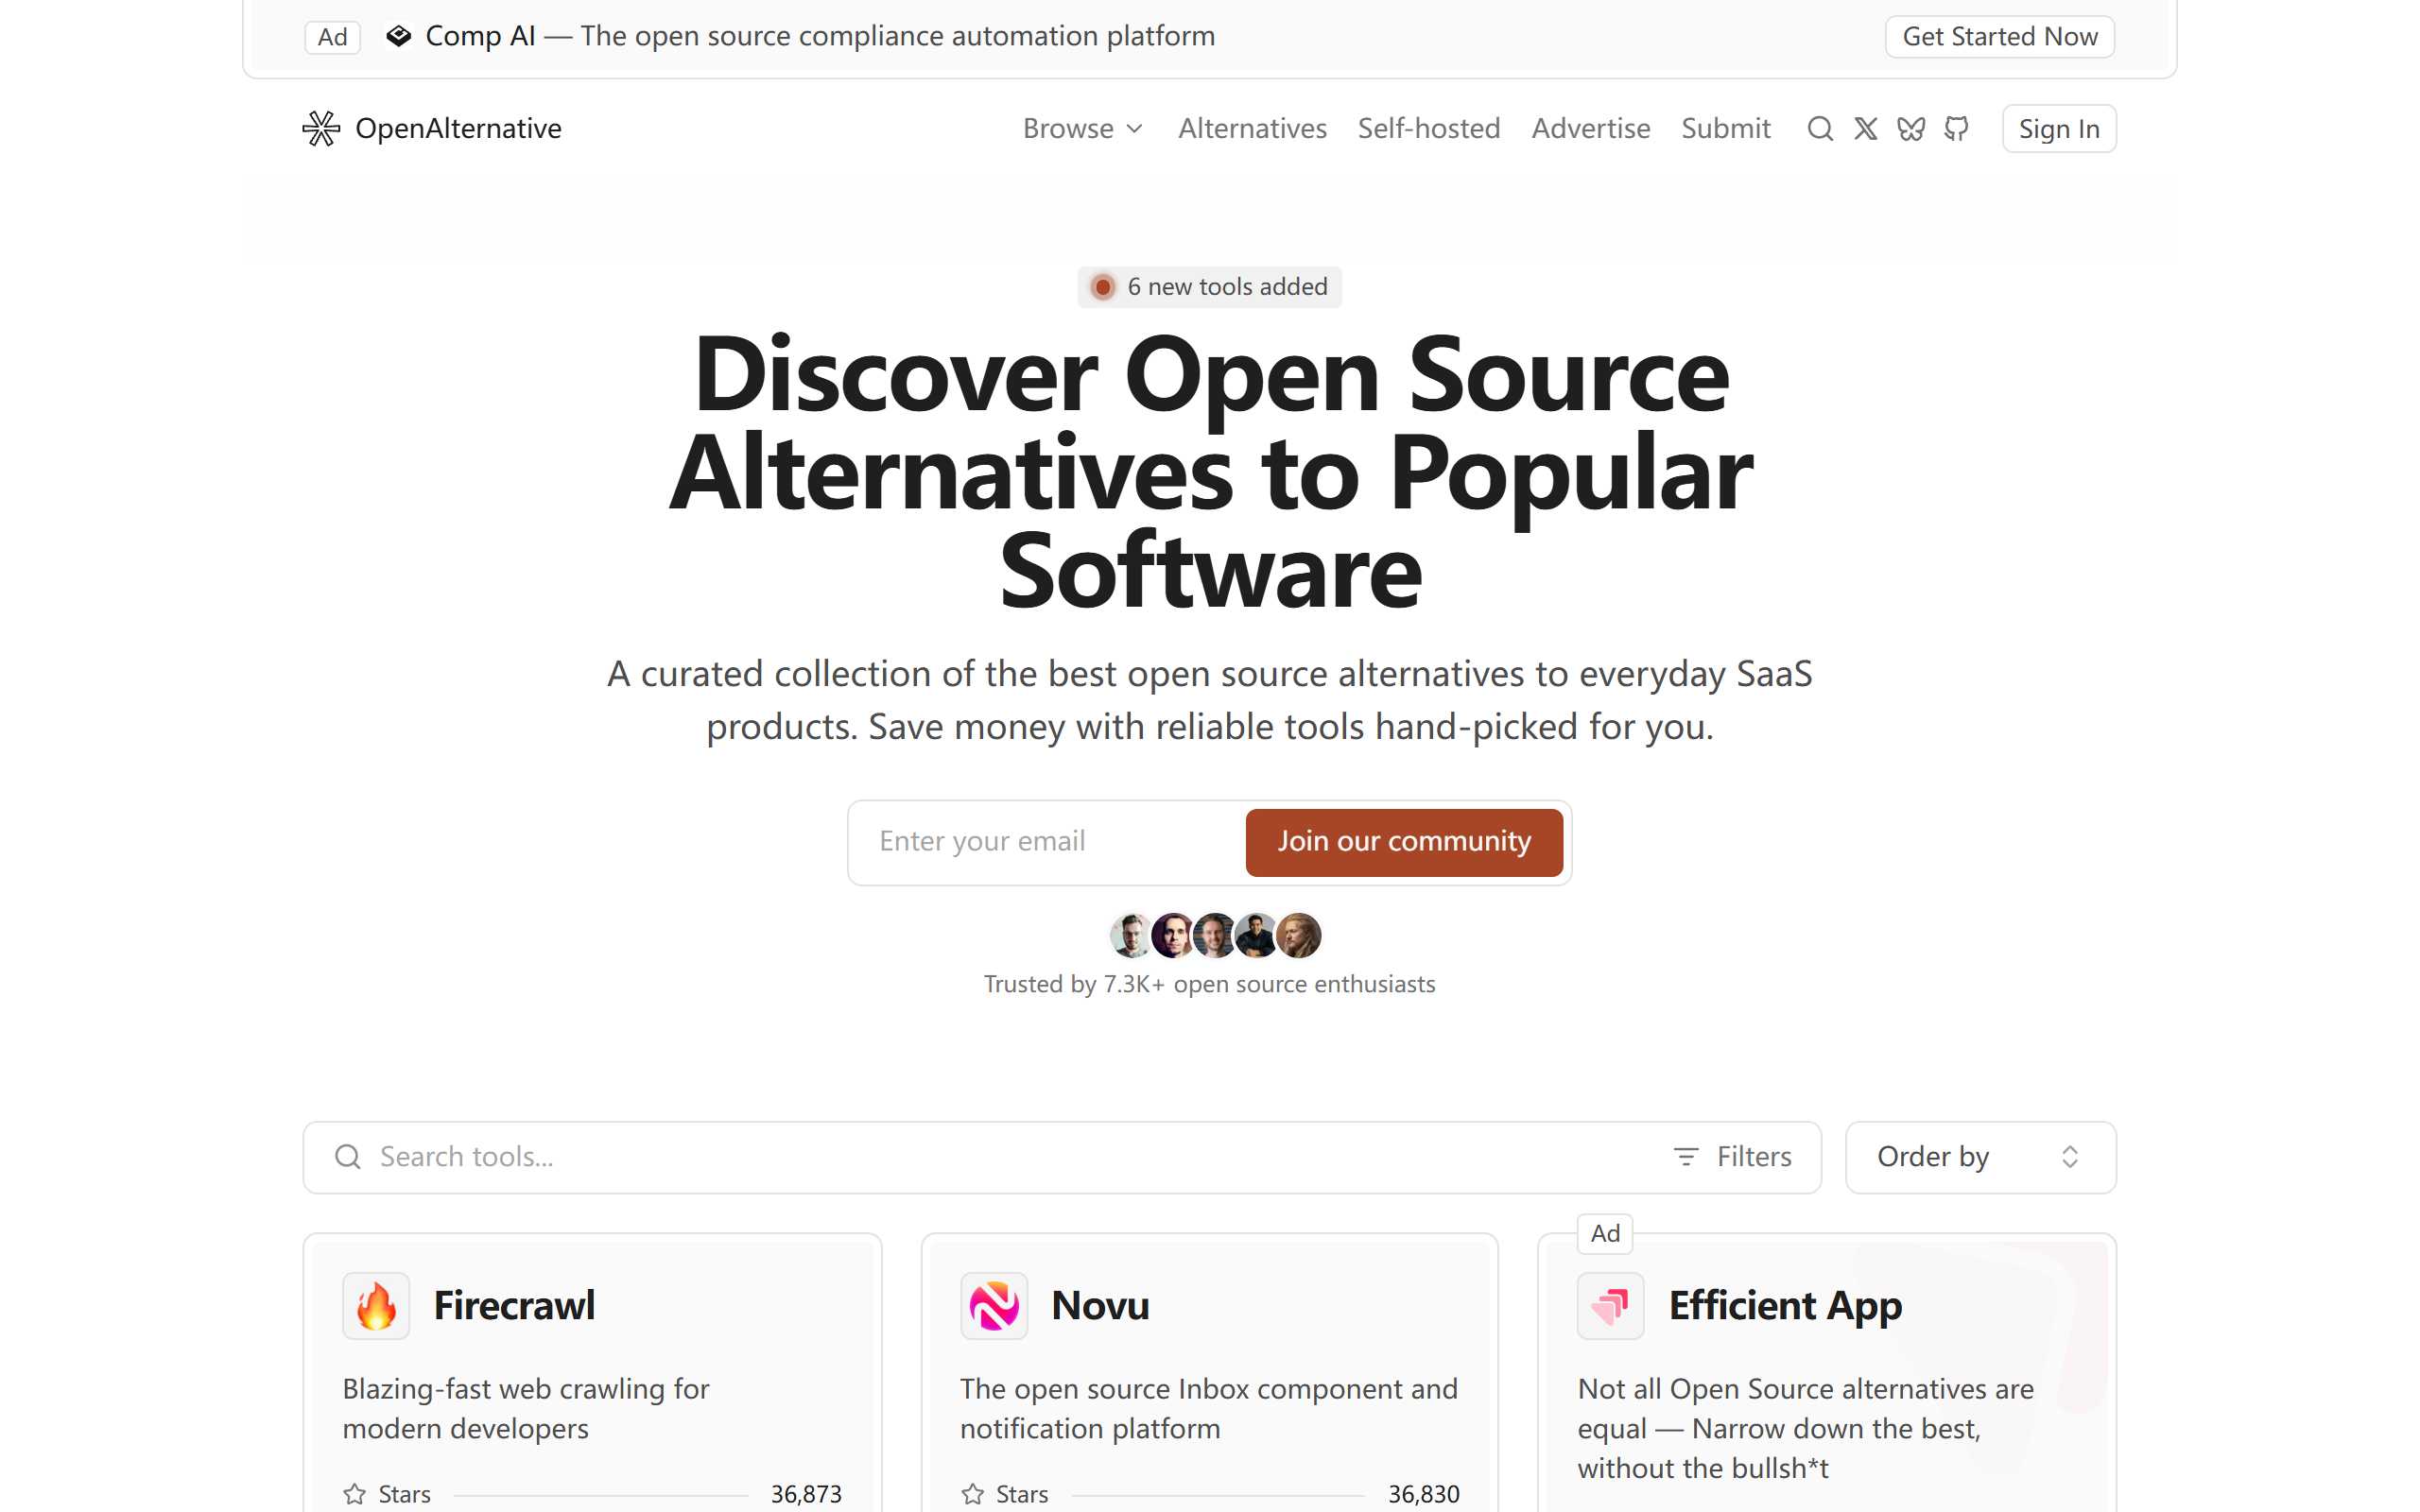 Ad Comp AI — The open source compliance automation platform Get Started Now
OpenAlternative Browse Alternatives Self-hosted Advertise Submit Sign In
6 new tools added
Discover Open Source
Alternatives to Popular
Software
A curated collection of the best open source alternatives to everyday SaaS
products. Save money with reliable tools hand-picked for you.
Enter your email Join our community
Trusted by 7.3K+ open source enthusiasts
Search tools... Filters Order by
Firecrawl
Blazing-fast web crawling for
modern developers
Stars 36,873
Novu
The open source Inbox component and
notification platform
Stars 36,830
Ad
Efficient App
Not all Open Source alternatives are
equal — Narrow down the best,
without the bullsh*t